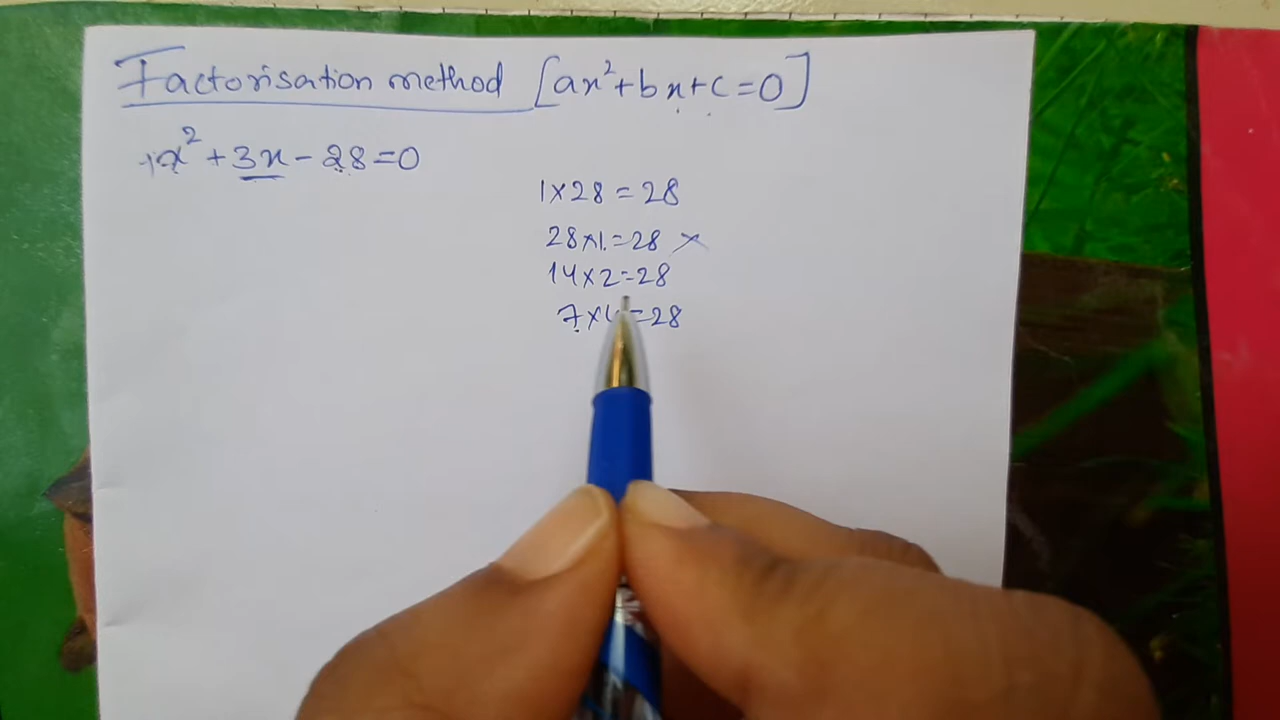 Factorisation method [ax²+bx+c=0]
1x² + 3x - 28 = 0
1×28 = 28
28×1=28 ×
14×2=28
7×4=28